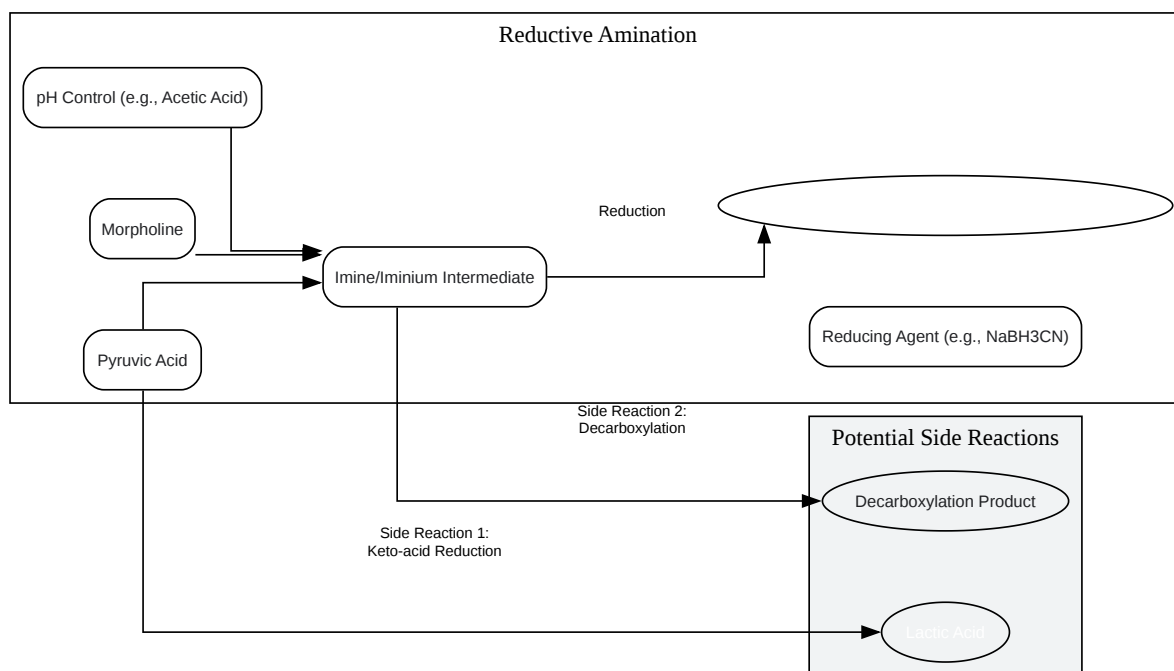 Reductive Amination
pH Control (e.g., Acetic Acid)
Morpholine
Reduction
Imine/Iminium Intermediate
Pyruvic Acid
Reducing Agent (e.g., NaBH3CN)
Side Reaction 2:
Decarboxylation
Potential Side Reactions
Decarboxylation Product
Side Reaction 1:
Keto-acid Reduction
Lactic Acid